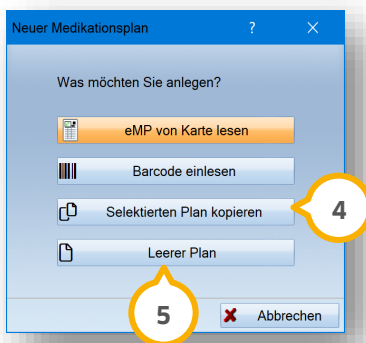 Neuer Medikationsplan ?
Was möchten Sie anlegen?
eMP von Karte lesen
Barcode einlesen
Selektierten Plan kopieren
4
Leerer Plan
5
Abbrechen